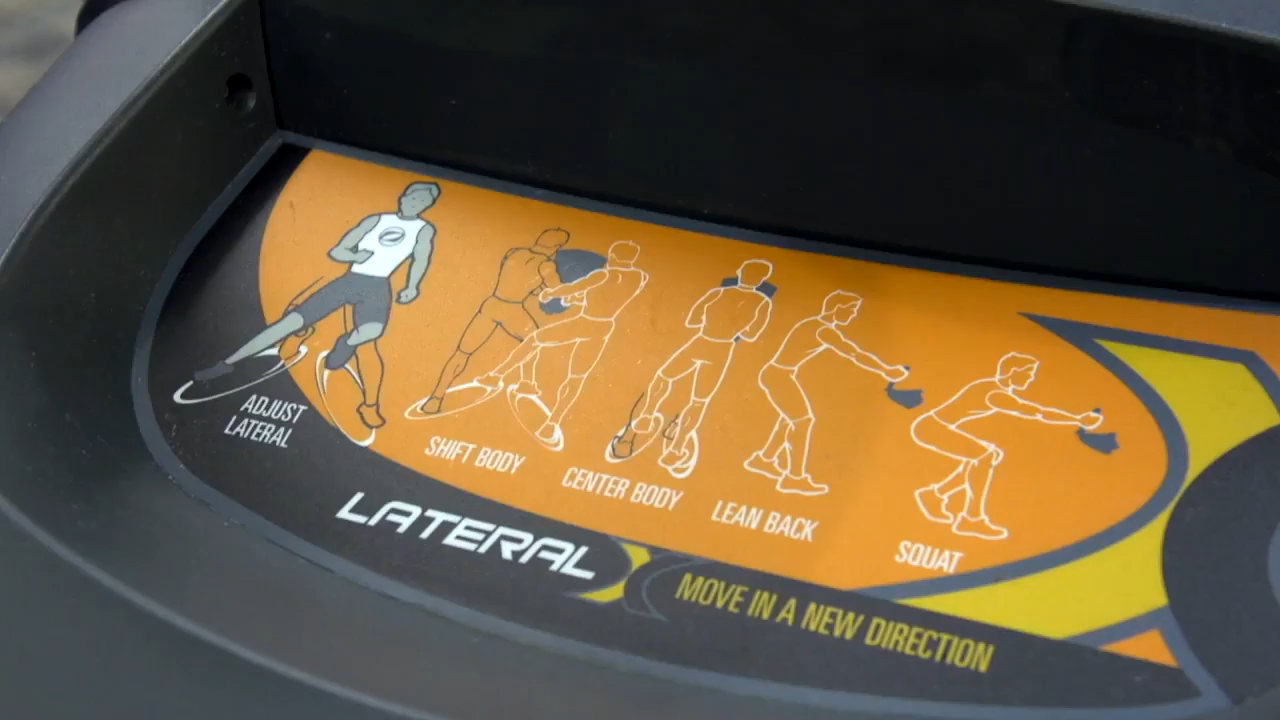 ADJUST
LATERAL
SHIFT BODY
CENTER BODY
LEAN BACK
SQUAT
LATERAL
MOVE IN A NEW DIRECTION